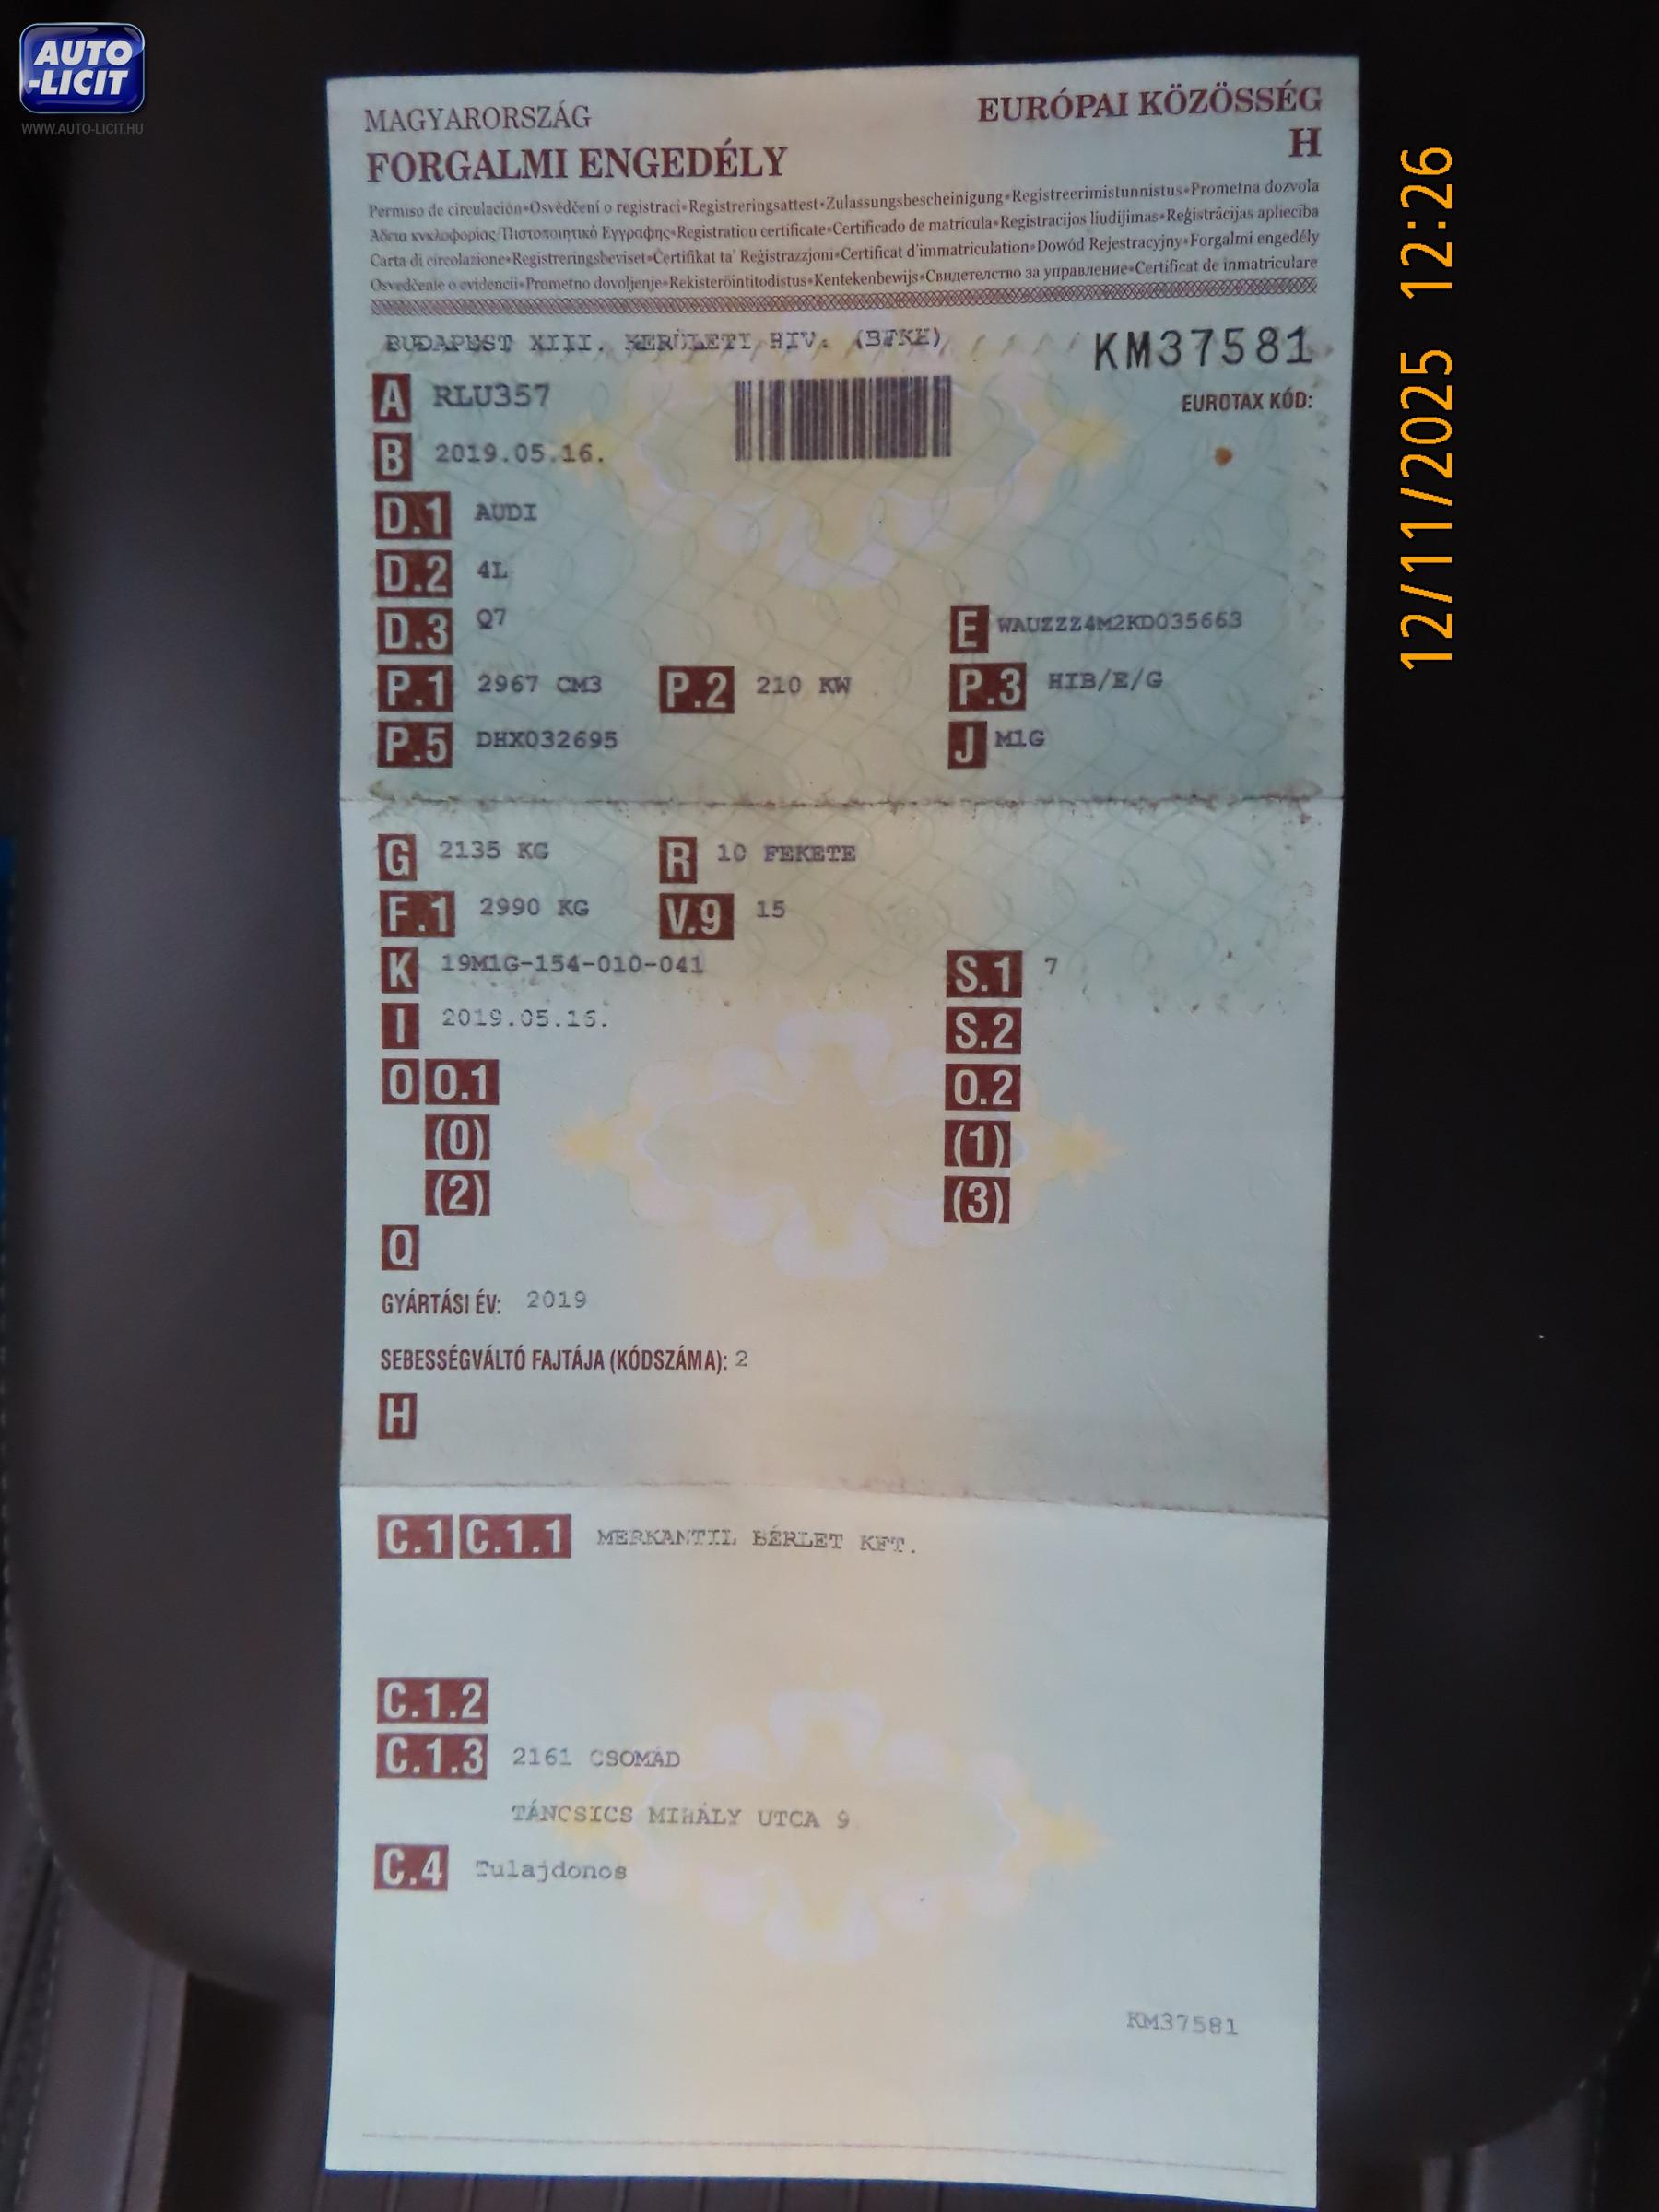 AUTO
-LICIT
WWW.AUTO-LICIT.HU
MAGYARORSZÁG
EURÓPAI KÖZÖSSÉG
FORGALMI ENGEDÉLY
H
Permiso de circulación•Osvědčení o registraci•Registreringsattest•Zulassungsbescheinigung•Registreerimistunnistus•Prometna dozvola
Άδεια κυκλοφορίας/Πιστοποιητικό Εγγραφης•Registration certificate•Certificado de matrícula•Registracijos liudijimas•Reģistrācijas apliecība
Carta di circolazione•Registreringsbeviset•Ċertifikat ta' Reġistrazzjoni•Certificat d'immatriculation•Dowód Rejestracyjny•Forgalmi engedély
Osvedčenie o evidencii•Prometno dovoljenje•Rekisteröintitodistus•Kentekenbewijs•Свидетелство за управление•Certificat de inmatriculare
BUDAPEST XIII. KERÜLETI HIV. (BFKH)
KM37581
A RLU357
EUROTAX KÓD:
B 2019.05.16.
D.1 AUDI
D.2 4L
D.3 Q7
E WAUZZZ4M2KD035663
P.1 2967 CM3 P.2 210 KW P.3 HIB/E/G
P.5 DHX032695 J M1G
G 2135 KG R 10 FEKETE
F.1 2990 KG V.9 15
K 19M1G-154-010-041 S.1 7
I 2019.05.16. S.2
O O.1 O.2
(0) (1)
(2) (3)
Q
GYÁRTÁSI ÉV: 2019
SEBESSÉGVÁLTÓ FAJTÁJA (KÓDSZÁMA): 2
H
C.1 C.1.1 MERKANTIL BÉRLET KFT.
C.1.2
C.1.3 2161 CSOMÁD
TÁNCSICS MIHÁLY UTCA 9
C.4 Tulajdonos
KM37581
12/11/2025 12:26